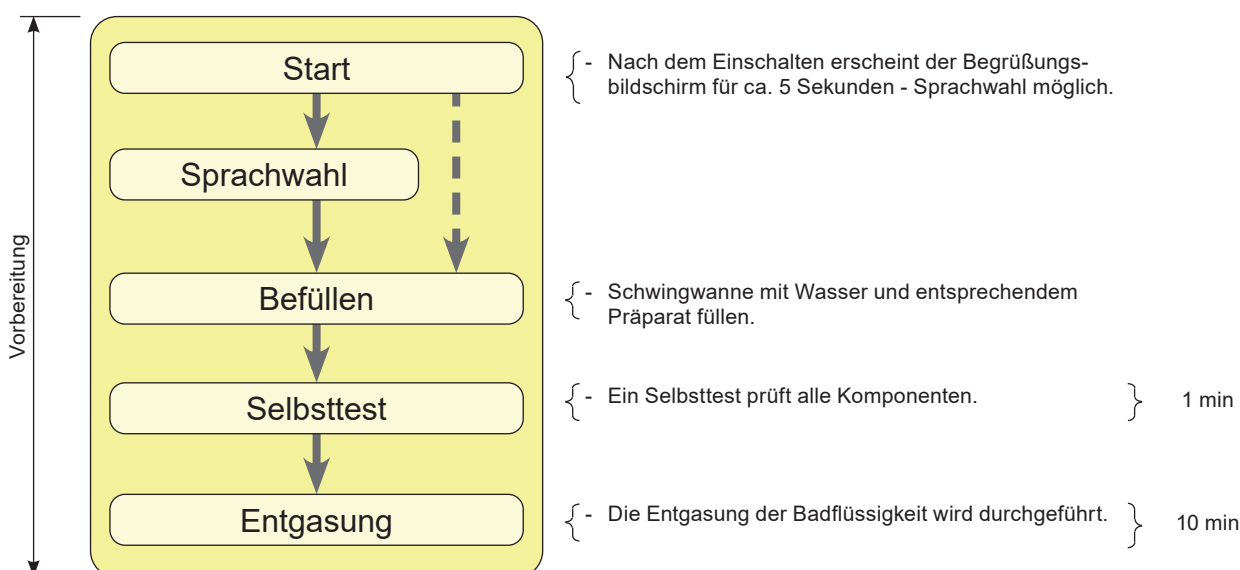 Vorbereitung
Start
- Nach dem Einschalten erscheint der Begrüßungs-
bildschirm für ca. 5 Sekunden - Sprachwahl möglich.
Sprachwahl
Befüllen
- Schwingwanne mit Wasser und entsprechendem
Präparat füllen.
Selbsttest
- Ein Selbsttest prüft alle Komponenten.
1 min
Entgasung
- Die Entgasung der Badflüssigkeit wird durchgeführt.
10 min